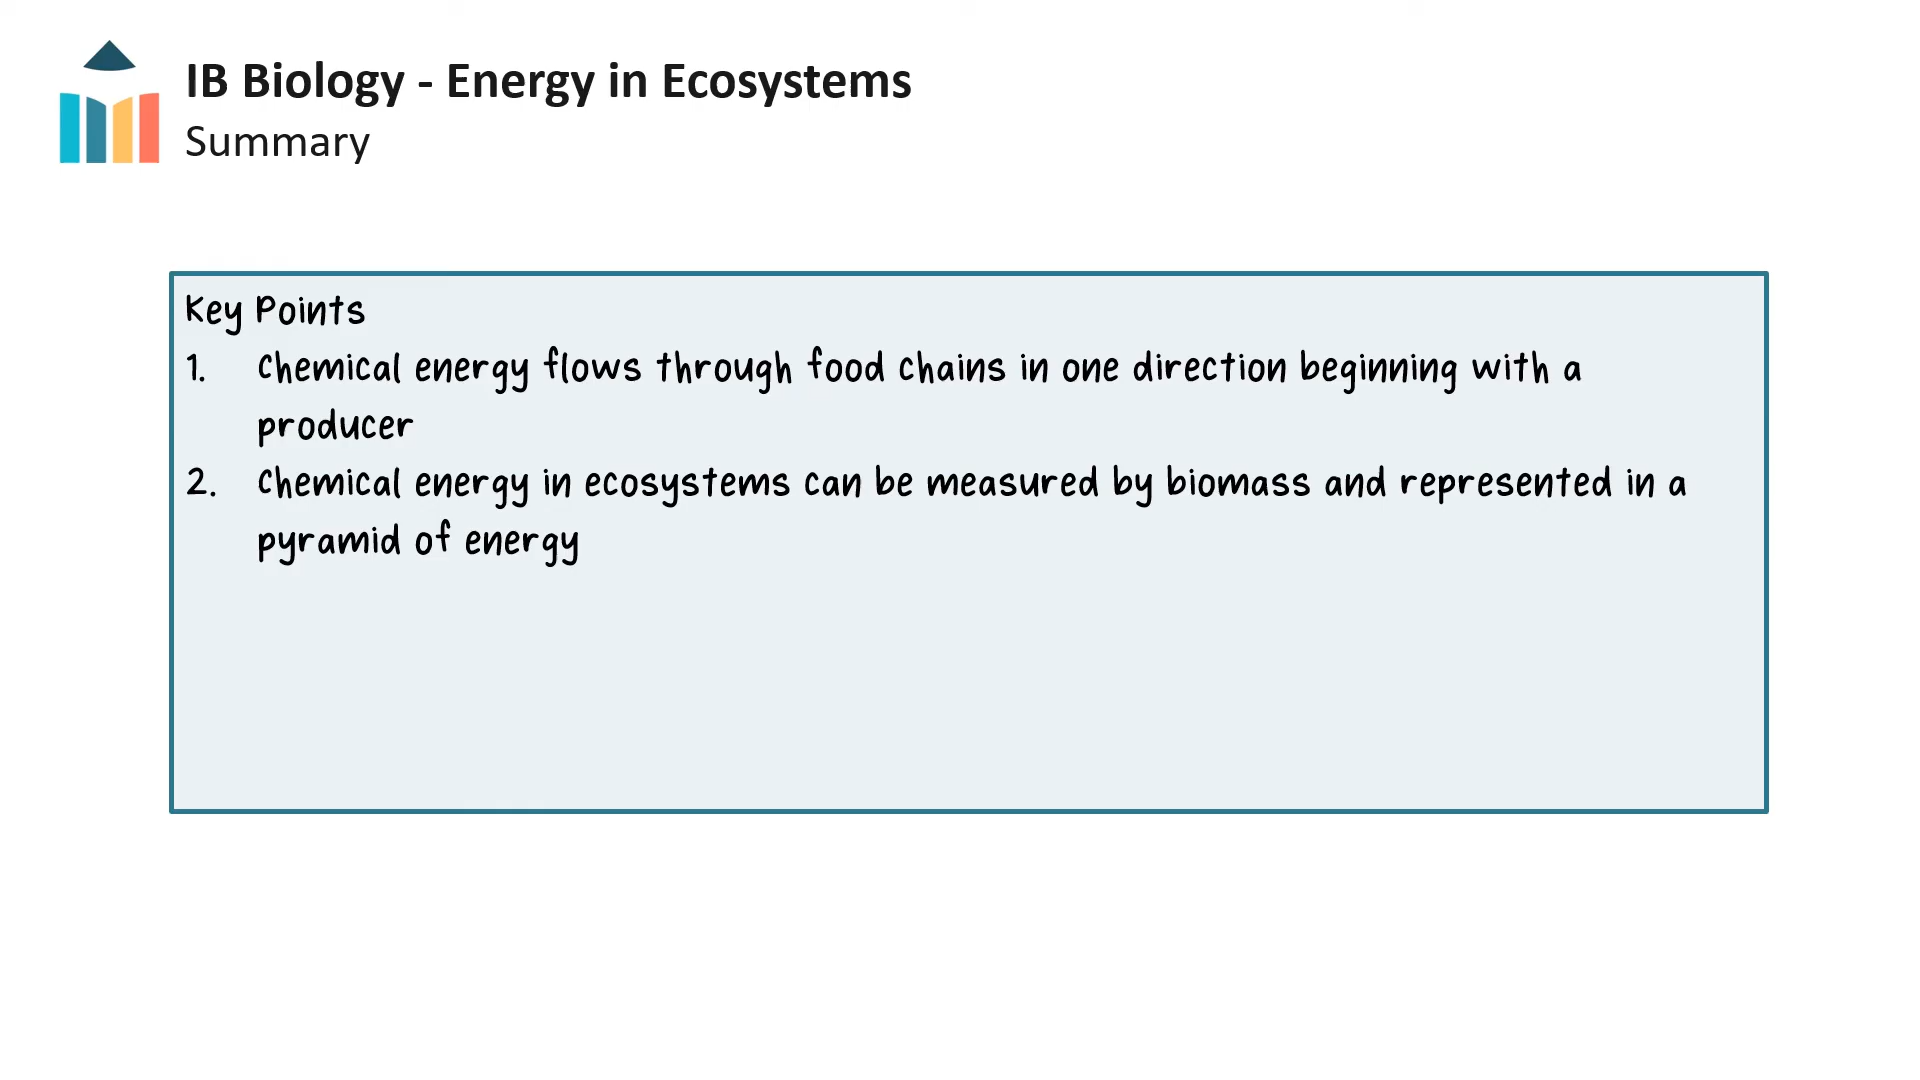 IB Biology - Energy in Ecosystems
Summary
Key Points
1. Chemical energy flows through food chains in one direction beginning with a
producer
2. Chemical energy in ecosystems can be measured by biomass and represented in a
pyramid of energy